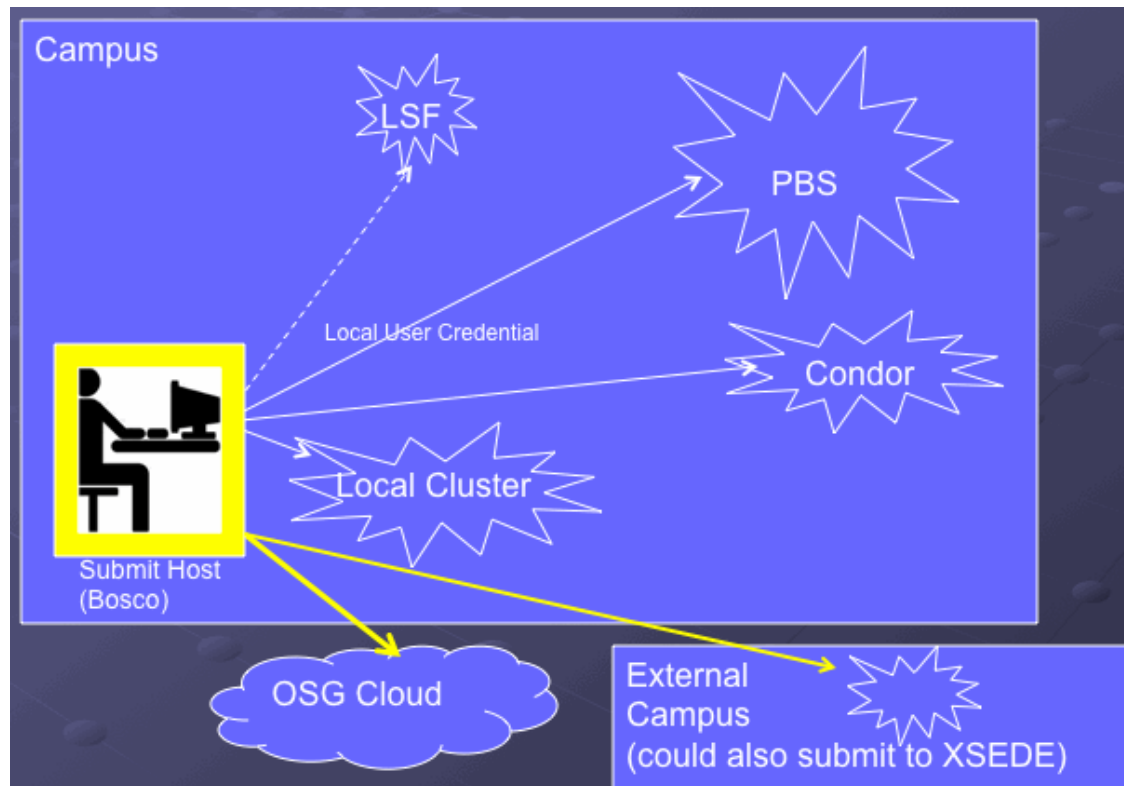 Campus
LSF
PBS
Local User Credential
Condor
Local Cluster
Submit Host
(Bosco)
OSG Cloud
External
Campus
(could also submit to XSEDE)